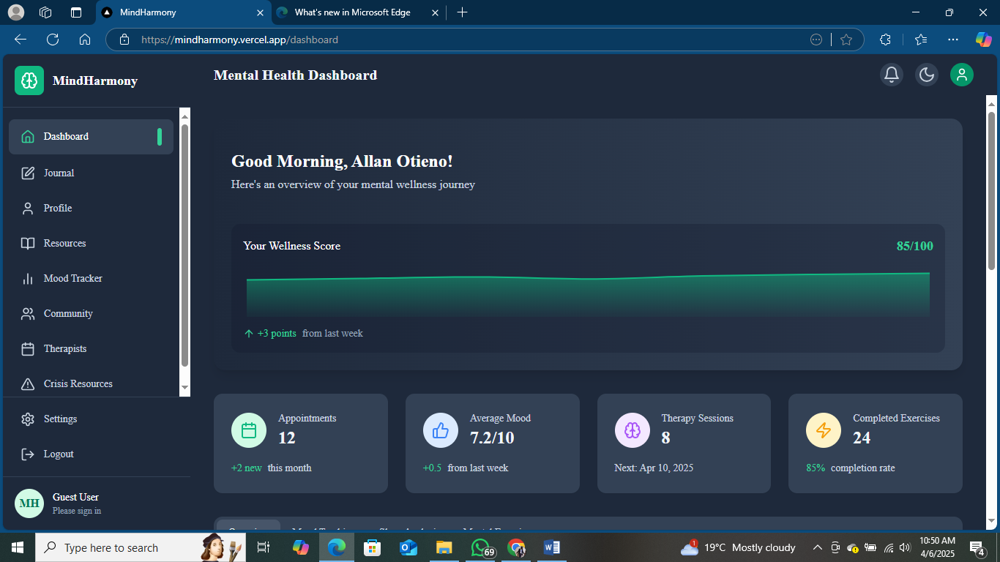 MindHarmony
What's new in Microsoft Edge
https://mindharmony.vercel.app/dashboard
MindHarmony
Mental Health Dashboard
Dashboard
Journal
Profile
Resources
Mood Tracker
Community
Therapists
Crisis Resources
Settings
Logout
MH
Guest User
Please sign in
Good Morning, Allan Otieno!
Here's an overview of your mental wellness journey
Your Wellness Score
85/100
+3 points from last week
Appointments
12
+2 new this month
Average Mood
7.2/10
+0.5 from last week
Therapy Sessions
8
Next: Apr 10, 2025
Completed Exercises
24
85% completion rate
Type here to search
69
1
19°C Mostly cloudy
10:50 AM
4/6/2025
4